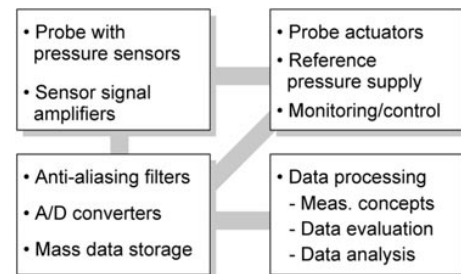 • Probe with
pressure sensors
• Sensor signal
amplifiers
• Probe actuators
• Reference
pressure supply
• Monitoring/control
• Anti-aliasing filters
• A/D converters
• Mass data storage
• Data processing
- Meas. concepts
- Data evaluation
- Data analysis